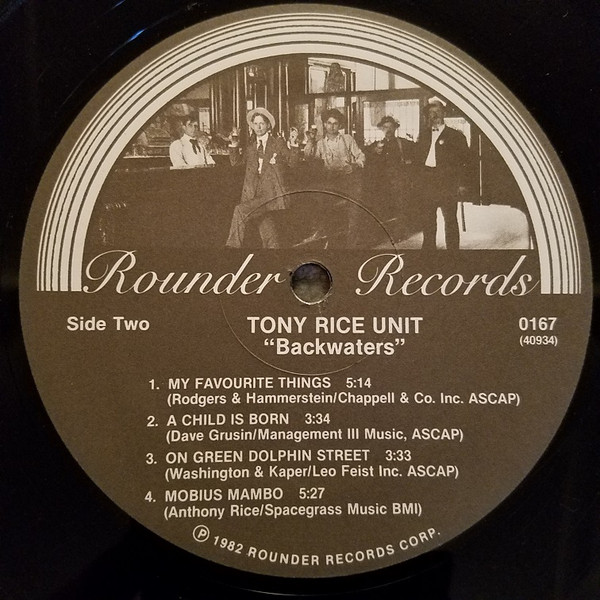 Rounder Records
Side Two
TONY RICE UNIT
0167
“Backwaters”
(40934)
1. MY FAVOURITE THINGS 5:14
(Rodgers & Hammerstein/Chappell & Co. Inc. ASCAP)
2. A CHILD IS BORN 3:34
(Dave Grusin/Management III Music, ASCAP)
3. ON GREEN DOLPHIN STREET 3:33
(Washington & Kaper/Leo Feist Inc. ASCAP)
4. MOBIUS MAMBO 5:27
(Anthony Rice/Spacegrass Music BMI)
℗ 1982 ROUNDER RECORDS CORP.